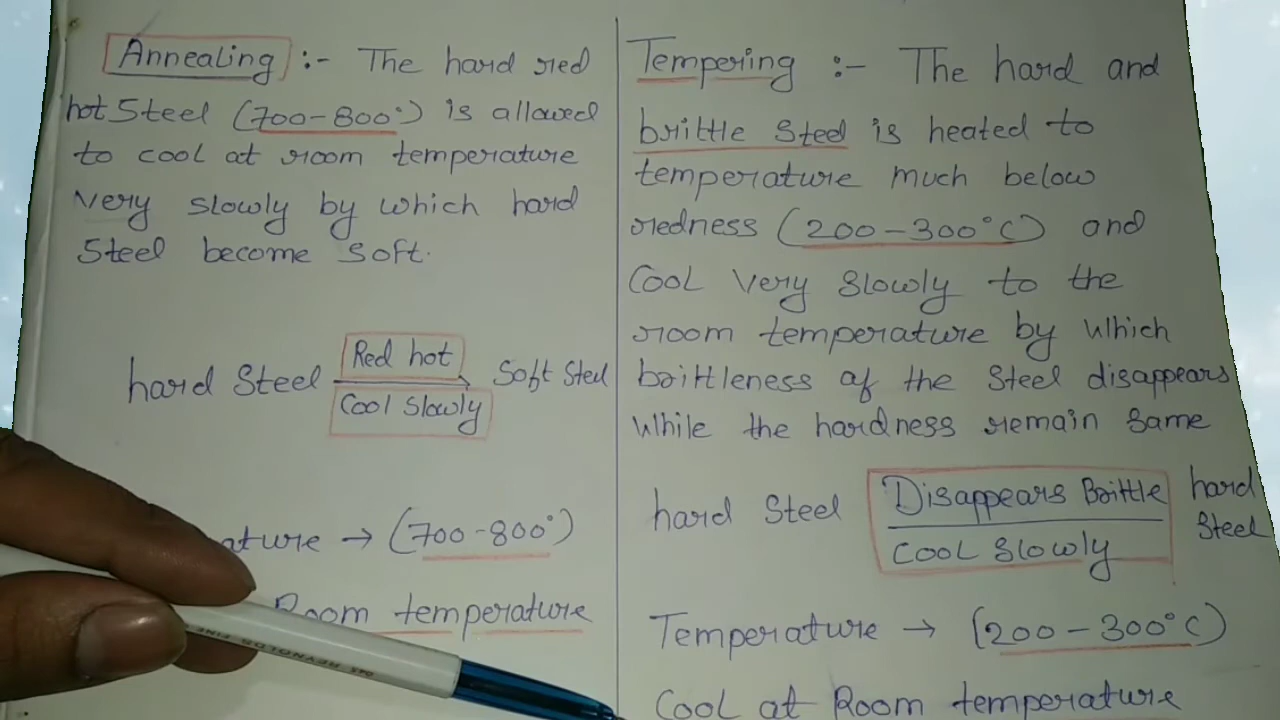 Annealing :- The hard red
hot Steel (700-800°) is allowed
to cool at room temperature
very slowly by which hard
Steel become soft.
hard Steel Red hot Soft Steel
Cool Slowly
ature → (700-800°)
Room temperature
Tempering :- The hard and
brittle Steel is heated to
temperature much below
redness (200-300°C) and
Cool very slowly to the
room temperature by which
brittleness of the Steel disappears
While the hardness remain same
hard Steel Disappears Brittle hard
Cool Slowly Steel
Temperature → (200-300°C)
Cool at Room temperature
045 REYNOLDS FINE